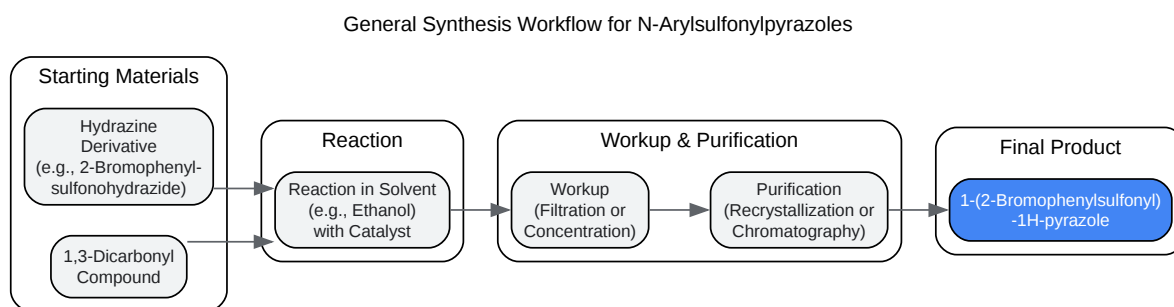 General Synthesis Workflow for N-Arylsulfonylpyrazoles
Starting Materials
Hydrazine
Derivative
(e.g., 2-Bromophenyl-
sulfonohydrazide)
1,3-Dicarbonyl
Compound
Reaction
Reaction in Solvent
(e.g., Ethanol)
with Catalyst
Workup & Purification
Workup
(Filtration or
Concentration)
Purification
(Recrystallization or
Chromatography)
Final Product
1-(2-Bromophenylsulfonyl)
-1H-pyrazole